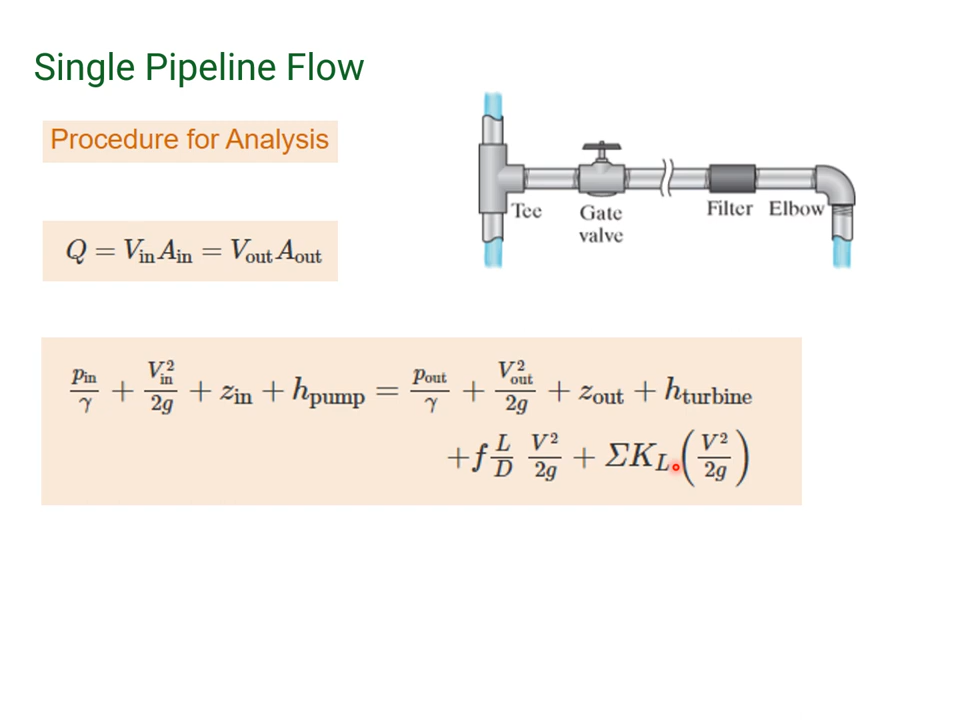 Single Pipeline Flow
Procedure for Analysis
Tee
Gate
valve
Filter
Elbow
Q = V_in A_in = V_out A_out
p_in/γ + V_in²/2g + z_in + h_pump = p_out/γ + V_out²/2g + z_out + h_turbine
+f L/D V²/2g + ΣK_L (V²/2g)